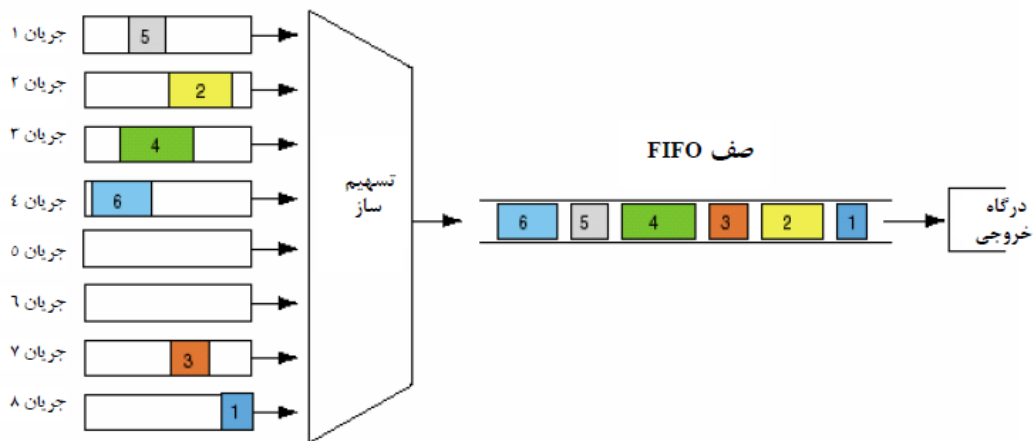 جریان ۱
5
جریان ۲
2
جریان ۳
4
جریان ٤
6
جریان ٥
جریان ٦
جریان ۷
3
جریان ۸
1
تسهیم
ساز
صف FIFO
6 5 4 3 2 1
درگاه
خروجی